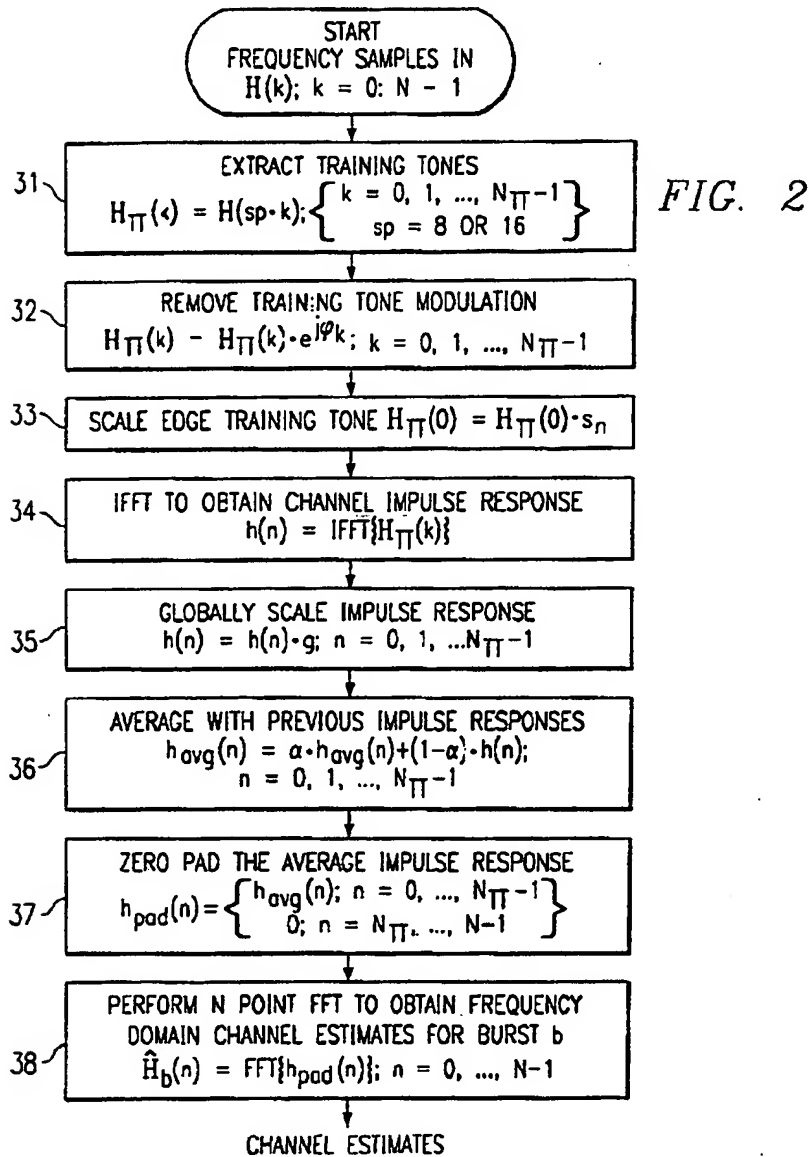 START
FREQUENCY SAMPLES IN
H(k); k = 0: N - 1
31
EXTRACT TRAINING TONES
H_TT(<) = H(sp·k); { k = 0, 1, ..., N_TT-1
sp = 8 OR 16 }
FIG. 2
32
REMOVE TRAINING TONE MODULATION
H_TT(k) - H_TT(k)·e^jφk; k = 0, 1, ..., N_TT-1
33
SCALE EDGE TRAINING TONE H_TT(0) = H_TT(0)·s_n
34
IFFT TO OBTAIN CHANNEL IMPULSE RESPONSE
h(n) = IFFT{H_TT(k)}
35
GLOBALLY SCALE IMPULSE RESPONSE
h(n) = h(n)·g; n = 0, 1, ...N_TT-1
36
AVERAGE WITH PREVIOUS IMPULSE RESPONSES
h_avg(n) = α·h_avg(n)+(1-α)·h(n);
n = 0, 1, ..., N_TT-1
37
ZERO PAD THE AVERAGE IMPULSE RESPONSE
h_pad(n) = { h_avg(n); n = 0, ..., N_TT-1
0; n = N_TT, ..., N-1 }
38
PERFORM N POINT FFT TO OBTAIN FREQUENCY
DOMAIN CHANNEL ESTIMATES FOR BURST b
Ĥ_b(n) = FFT{h_pad(n)}; n = 0, ..., N-1
CHANNEL ESTIMATES